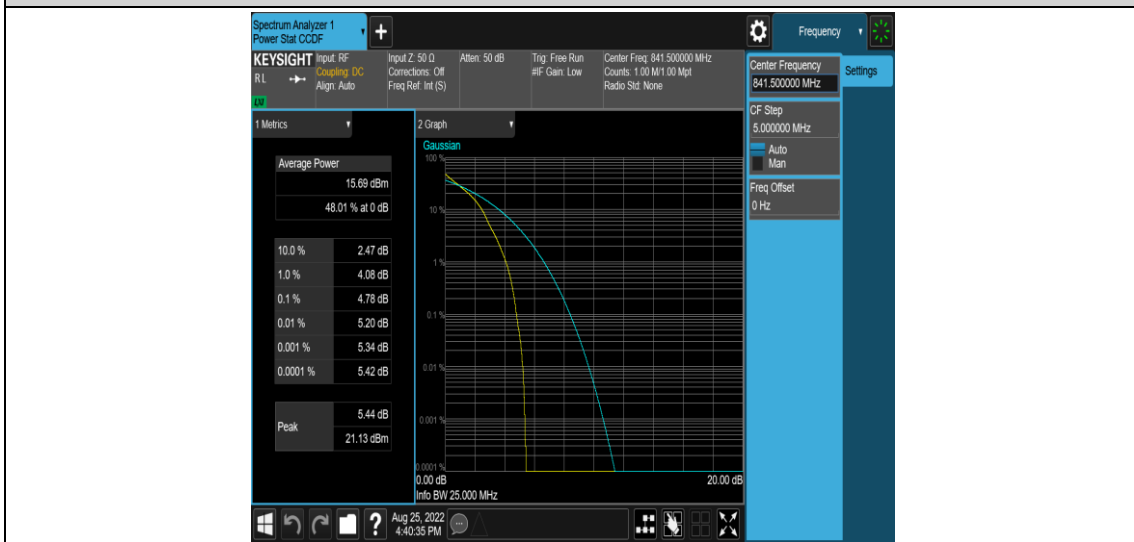 Spectrum Analyzer 1
Power Stat CCDF
+
Frequency
KEYSIGHT
RL
LXI
Input: RF
Coupling: DC
Align: Auto
Input Z: 50 Ω
Corrections: Off
Freq Ref: Int (S)
Atten: 50 dB
Trig: Free Run
#IF Gain: Low
Center Freq: 841.500000 MHz
Counts: 1.00 M/1.00 Mpt
Radio Std: None
Center Frequency
841.500000 MHz
Settings
CF Step
5.000000 MHz
Auto
Man
Freq Offset
0 Hz
1 Metrics
Average Power
15.69 dBm
48.01 % at 0 dB
10.0 % 2.47 dB
1.0 % 4.08 dB
0.1 % 4.78 dB
0.01 % 5.20 dB
0.001 % 5.34 dB
0.0001 % 5.42 dB
Peak
5.44 dB
21.13 dBm
2 Graph
Gaussian
100 %
10 %
1 %
0.1 %
0.01 %
0.001 %
0.0001 %
0.00 dB 20.00 dB
Info BW 25.000 MHz
?
Aug 25, 2022
4:40:35 PM